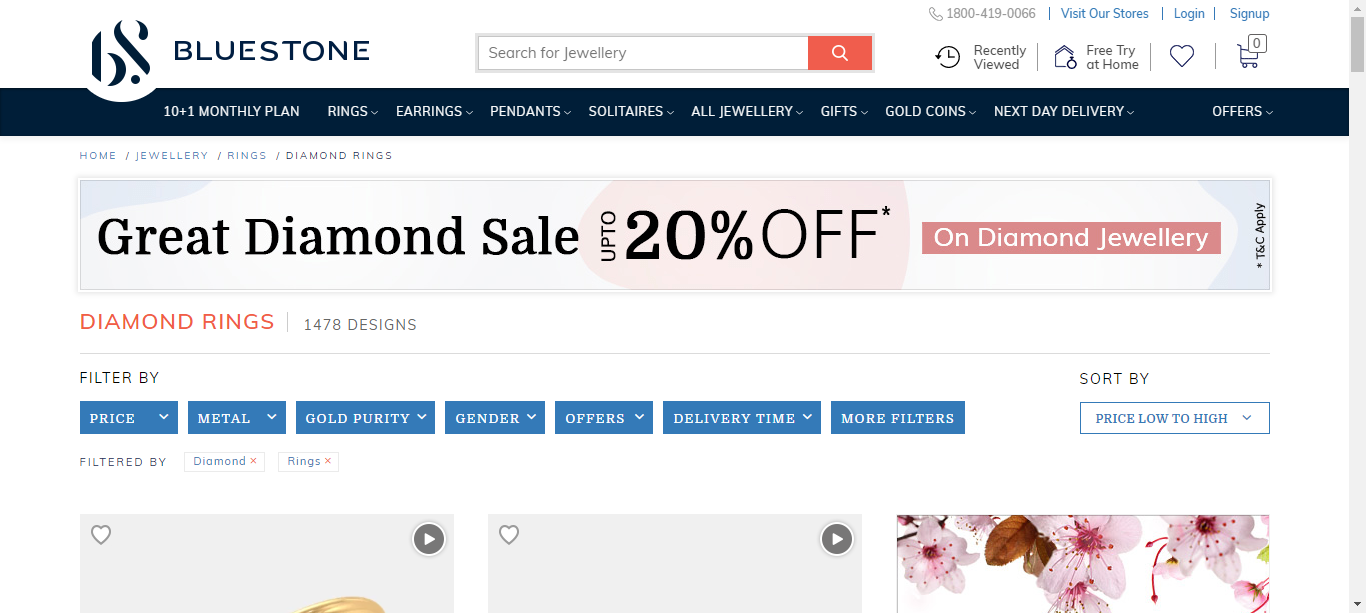 1800-419-0066 | Visit Our Stores | Login | Signup
BLUESTONE
Search for Jewellery
Recently Viewed
Free Try at Home
0
10+1 MONTHLY PLAN RINGS EARRINGS PENDANTS SOLITAIRES ALL JEWELLERY GIFTS GOLD COINS NEXT DAY DELIVERY OFFERS
HOME / JEWELLERY / RINGS / DIAMOND RINGS
Great Diamond Sale UPTO 20% OFF* On Diamond Jewellery * T&C Apply
DIAMOND RINGS | 1478 DESIGNS
FILTER BY
SORT BY
PRICE METAL GOLD PURITY GENDER OFFERS DELIVERY TIME MORE FILTERS
PRICE LOW TO HIGH
FILTERED BY Diamond × Rings ×